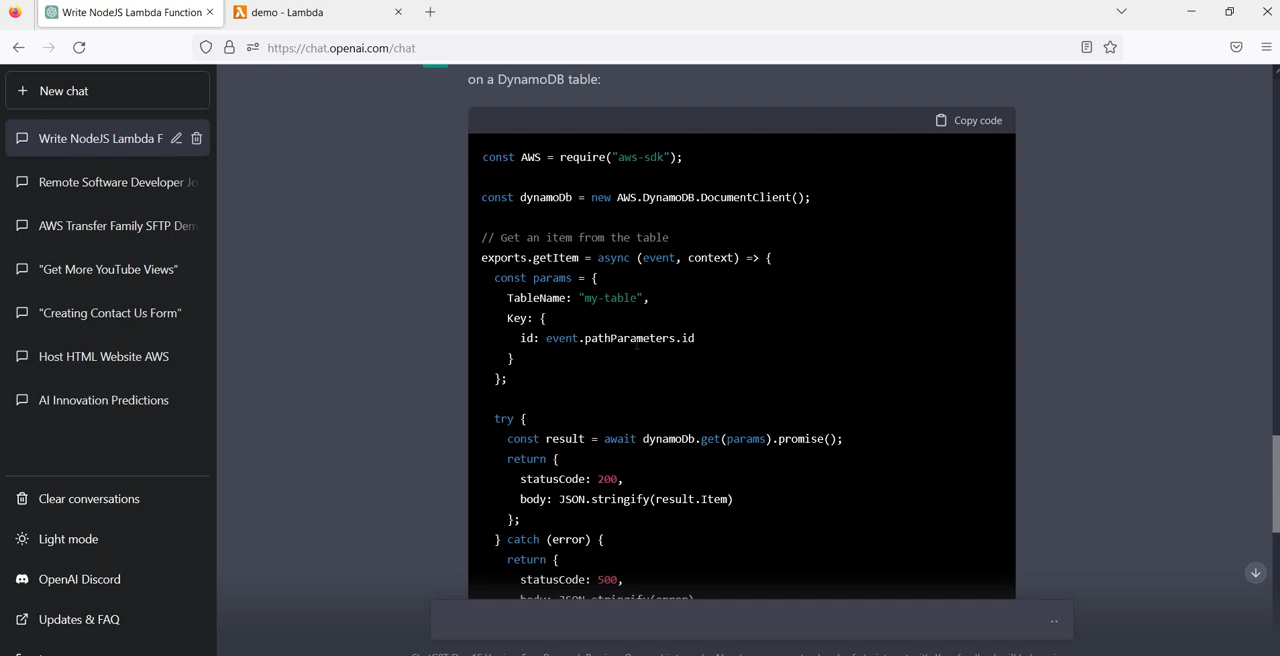 Write NodeJS Lambda Function
demo - Lambda
https://chat.openai.com/chat
New chat
Write NodeJS Lambda F
Remote Software Developer Jo
AWS Transfer Family SFTP Dem
"Get More YouTube Views"
"Creating Contact Us Form"
Host HTML Website AWS
AI Innovation Predictions
Clear conversations
Light mode
OpenAI Discord
Updates & FAQ
on a DynamoDB table:
Copy code
const AWS = require("aws-sdk");
const dynamoDb = new AWS.DynamoDB.DocumentClient();
// Get an item from the table
exports.getItem = async (event, context) => {
const params = {
TableName: "my-table",
Key: {
id: event.pathParameters.id
}
};
try {
const result = await dynamoDb.get(params).promise();
return {
statusCode: 200,
body: JSON.stringify(result.Item)
};
} catch (error) {
return {
statusCode: 500,
body: JSON.stringify(error)